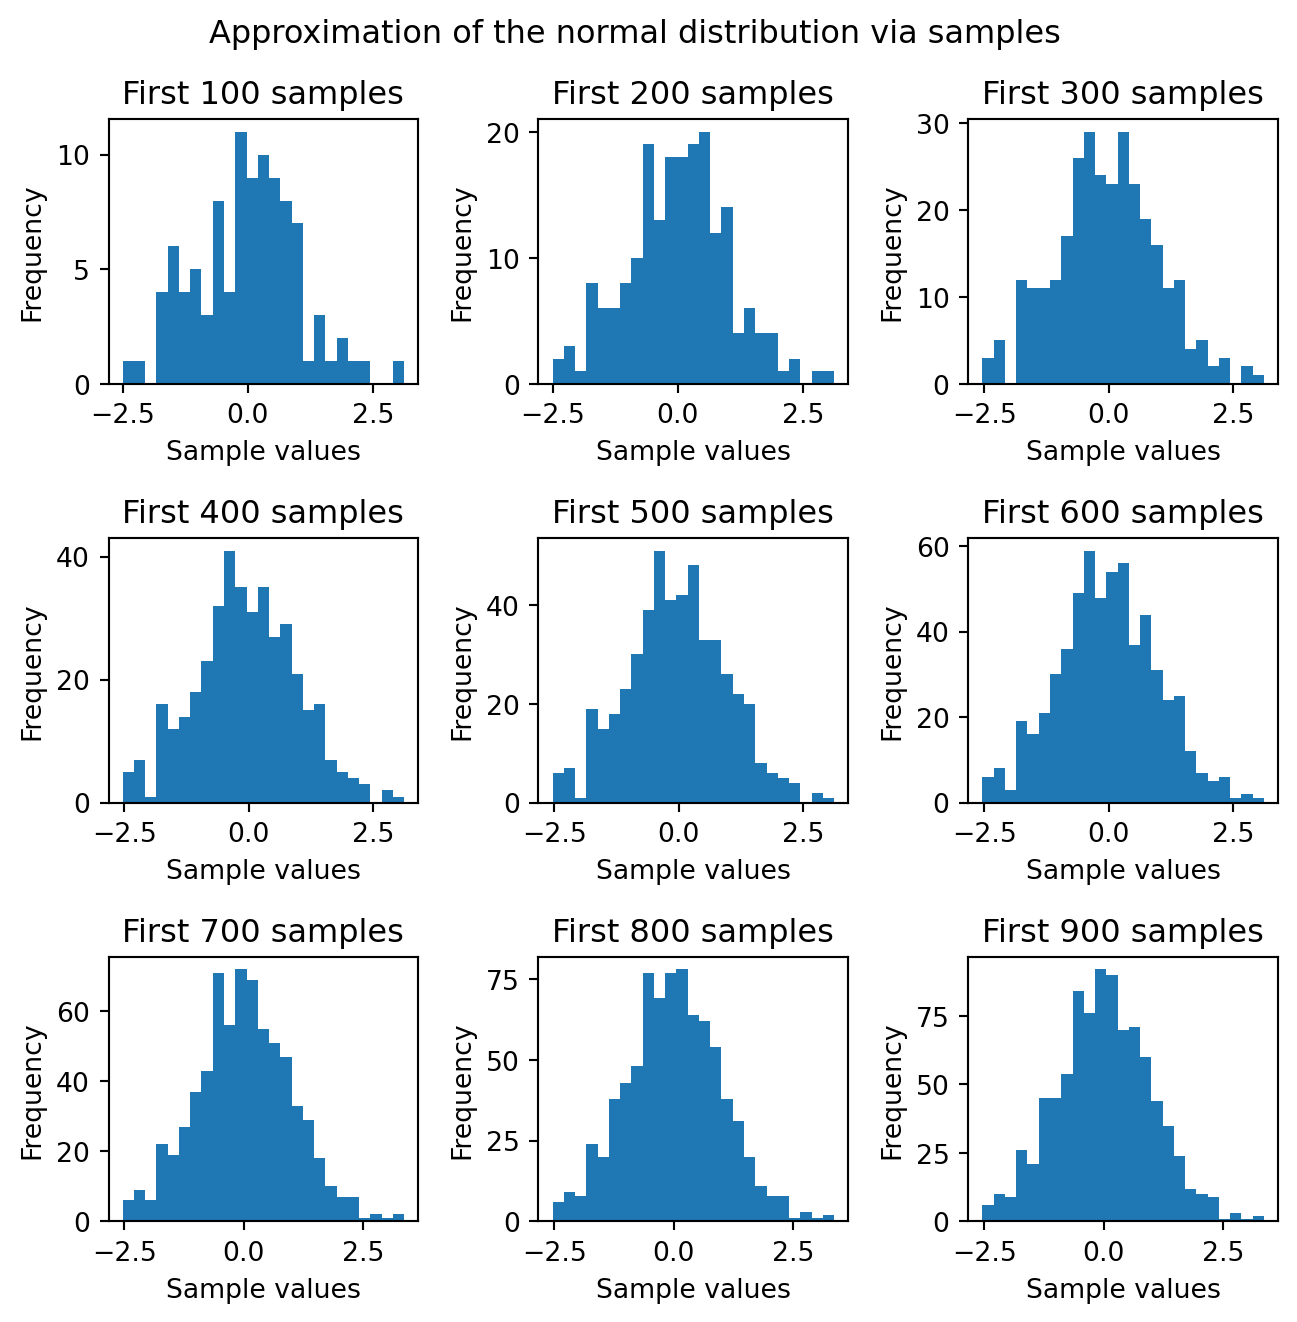 Approximation of the normal distribution via samples
First 100 samples
First 200 samples
First 300 samples
Frequency
10
5
0
−2.5 0.0 2.5
Sample values
Frequency
20
10
0
−2.5 0.0 2.5
Sample values
Frequency
30
20
10
0
−2.5 0.0 2.5
Sample values
First 400 samples
First 500 samples
First 600 samples
Frequency
40
20
0
−2.5 0.0 2.5
Sample values
Frequency
40
20
0
−2.5 0.0 2.5
Sample values
Frequency
60
40
20
0
−2.5 0.0 2.5
Sample values
First 700 samples
First 800 samples
First 900 samples
Frequency
60
40
20
0
−2.5 0.0 2.5
Sample values
Frequency
75
50
25
0
−2.5 0.0 2.5
Sample values
Frequency
75
50
25
0
−2.5 0.0 2.5
Sample values